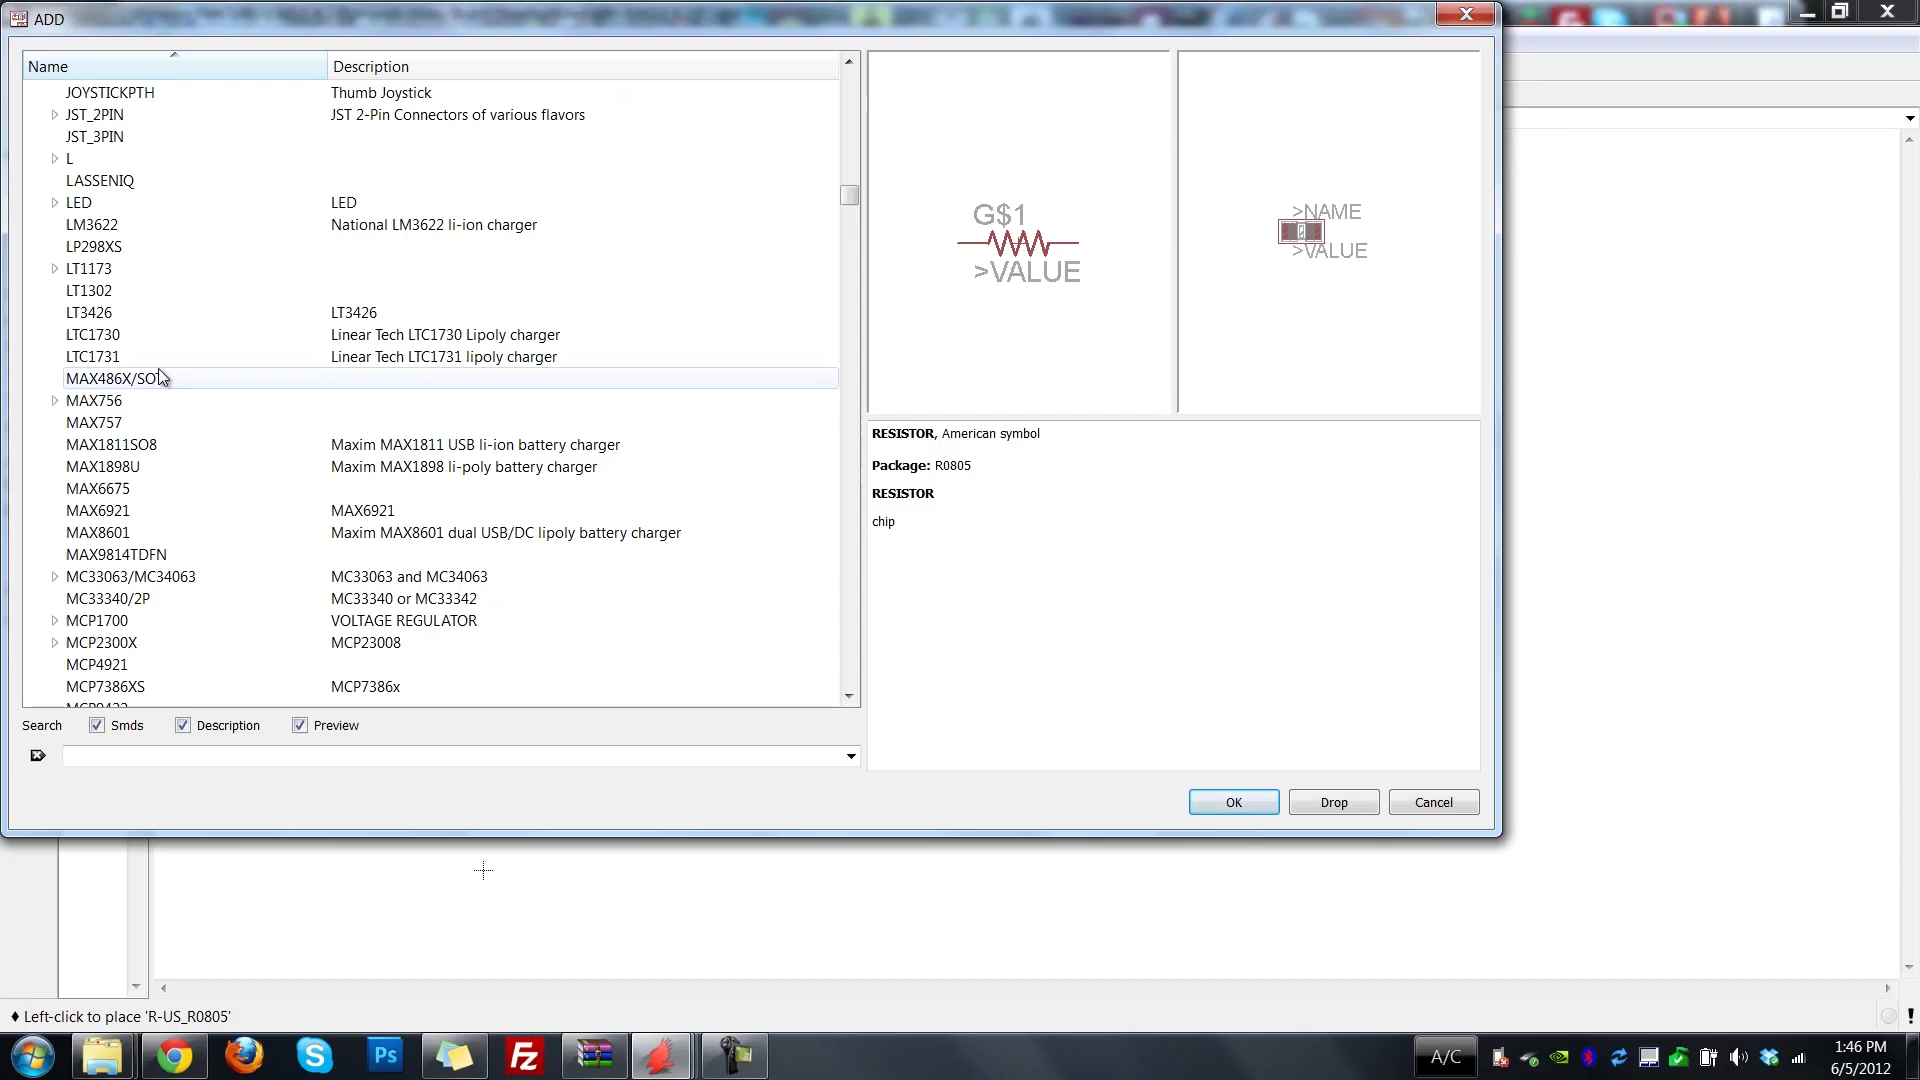 ADD
Name Description
JOYSTICKPTH Thumb Joystick
JST_2PIN JST 2-Pin Connectors of various flavors
JST_3PIN
L
LASSENIQ
LED LED
LM3622 National LM3622 li-ion charger
LP298XS
LT1173
LT1302
LT3426 LT3426
LTC1730 Linear Tech LTC1730 Lipoly charger
LTC1731 Linear Tech LTC1731 lipoly charger
MAX486X/SOT
MAX756
MAX757
MAX1811SO8 Maxim MAX1811 USB li-ion battery charger
MAX1898U Maxim MAX1898 li-poly battery charger
MAX6675
MAX6921 MAX6921
MAX8601 Maxim MAX8601 dual USB/DC lipoly battery charger
MAX9814TDFN
MC33063/MC34063 MC33063 and MC34063
MC33340/2P MC33340 or MC33342
MCP1700 VOLTAGE REGULATOR
MCP2300X MCP23008
MCP4921
MCP7386XS MCP7386x
G$1
>VALUE
>NAME
>VALUE
RESISTOR, American symbol
Package: R0805
RESISTOR
chip
Search Smds Description Preview
OK Drop Cancel
Left-click to place 'R-US_R0805'
Ps
Fz
A/C
1:46 PM
6/5/2012